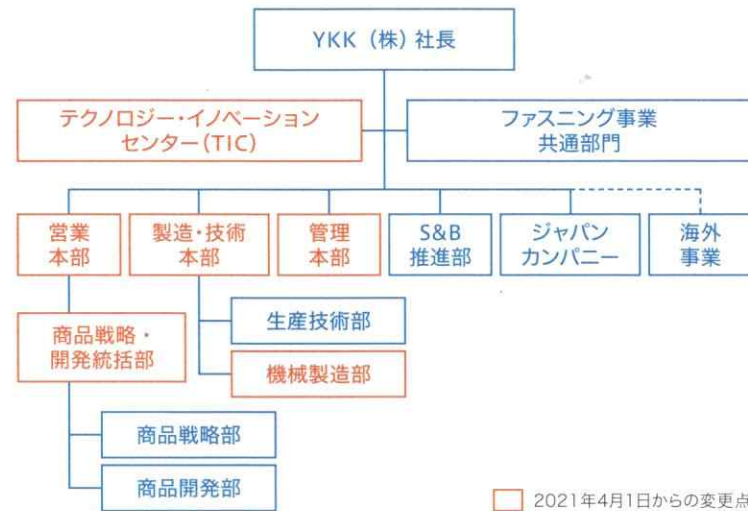 YKK（株）社長
テクノロジー・イノベーション
センター（TIC）
ファスニング事業
共通部門
営業
本部
製造・技術
本部
管理
本部
S&B
推進部
ジャパン
カンパニー
海外
事業
商品戦略・
開発統括部
生産技術部
機械製造部
商品戦略部
商品開発部
2021年4月1日からの変更点